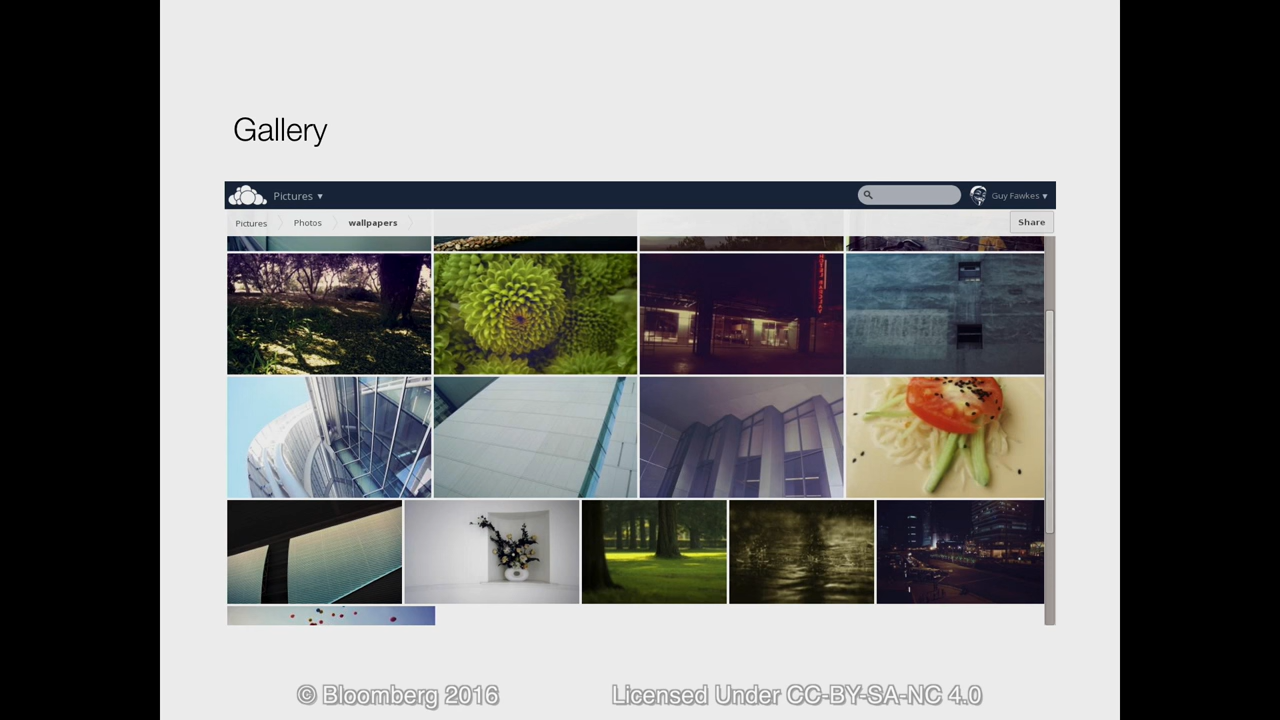 Gallery
Pictures ▼
Guy Fawkes ▼
Pictures
Photos
wallpapers
Share
© Bloomberg 2016
Licensed Under CC-BY-SA-NC 4.0